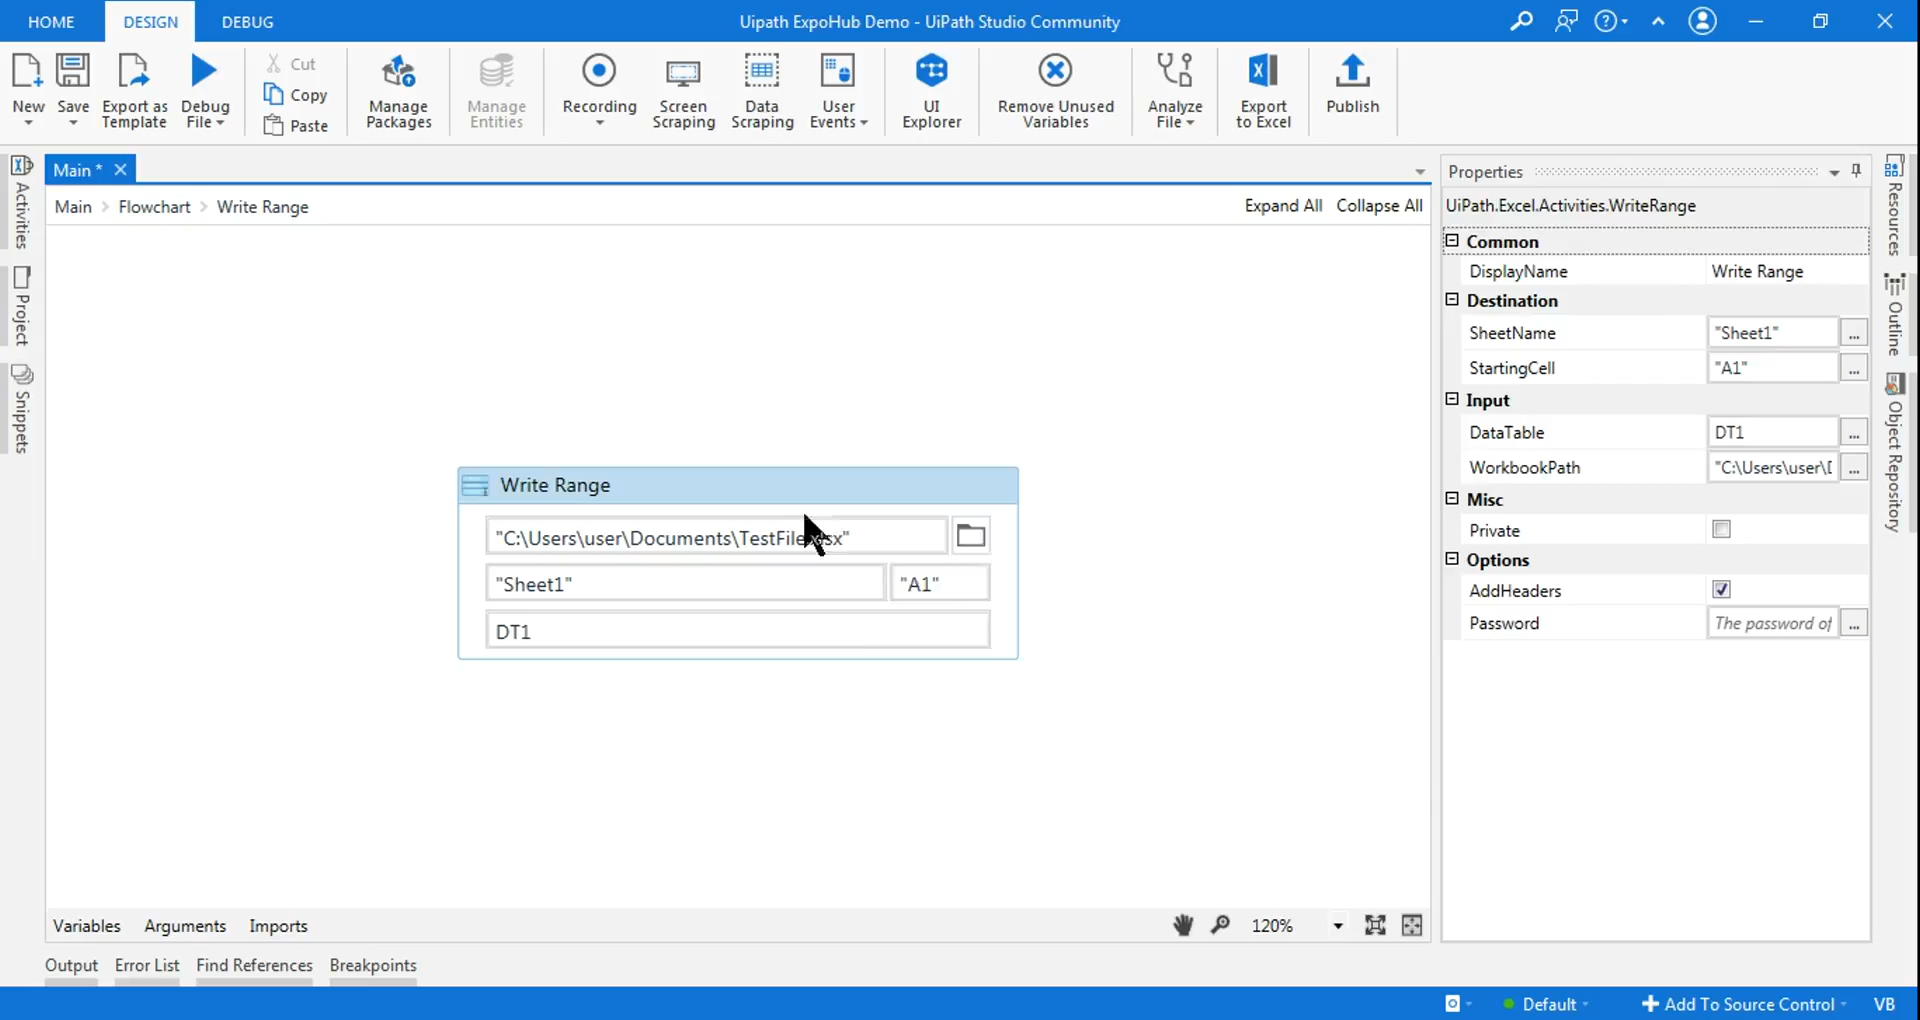 HOME DESIGN DEBUG Uipath ExpoHub Demo - UiPath Studio Community
New
Save
Export as Template
Debug File
Cut
Copy
Paste
Manage Packages
Manage Entities
Recording
Screen Scraping
Data Scraping
User Events
UI Explorer
Remove Unused Variables
Analyze File
Export to Excel
Publish
Activities
Project
Snippets
Main *
Main > Flowchart > Write Range
Expand All Collapse All
Write Range
"C:\Users\user\Documents\TestFile.xlsx"
"Sheet1" "A1"
DT1
Variables Arguments Imports
120%
Output Error List Find References Breakpoints
Properties
UiPath.Excel.Activities.WriteRange
Common
DisplayName Write Range
Destination
SheetName "Sheet1" ...
StartingCell "A1" ...
Input
DataTable DT1 ...
WorkbookPath "C:\Users\user\D ...
Misc
Private
Options
AddHeaders
Password The password of ...
Resources
Outline
Object Repository
Default
+ Add To Source Control
VB